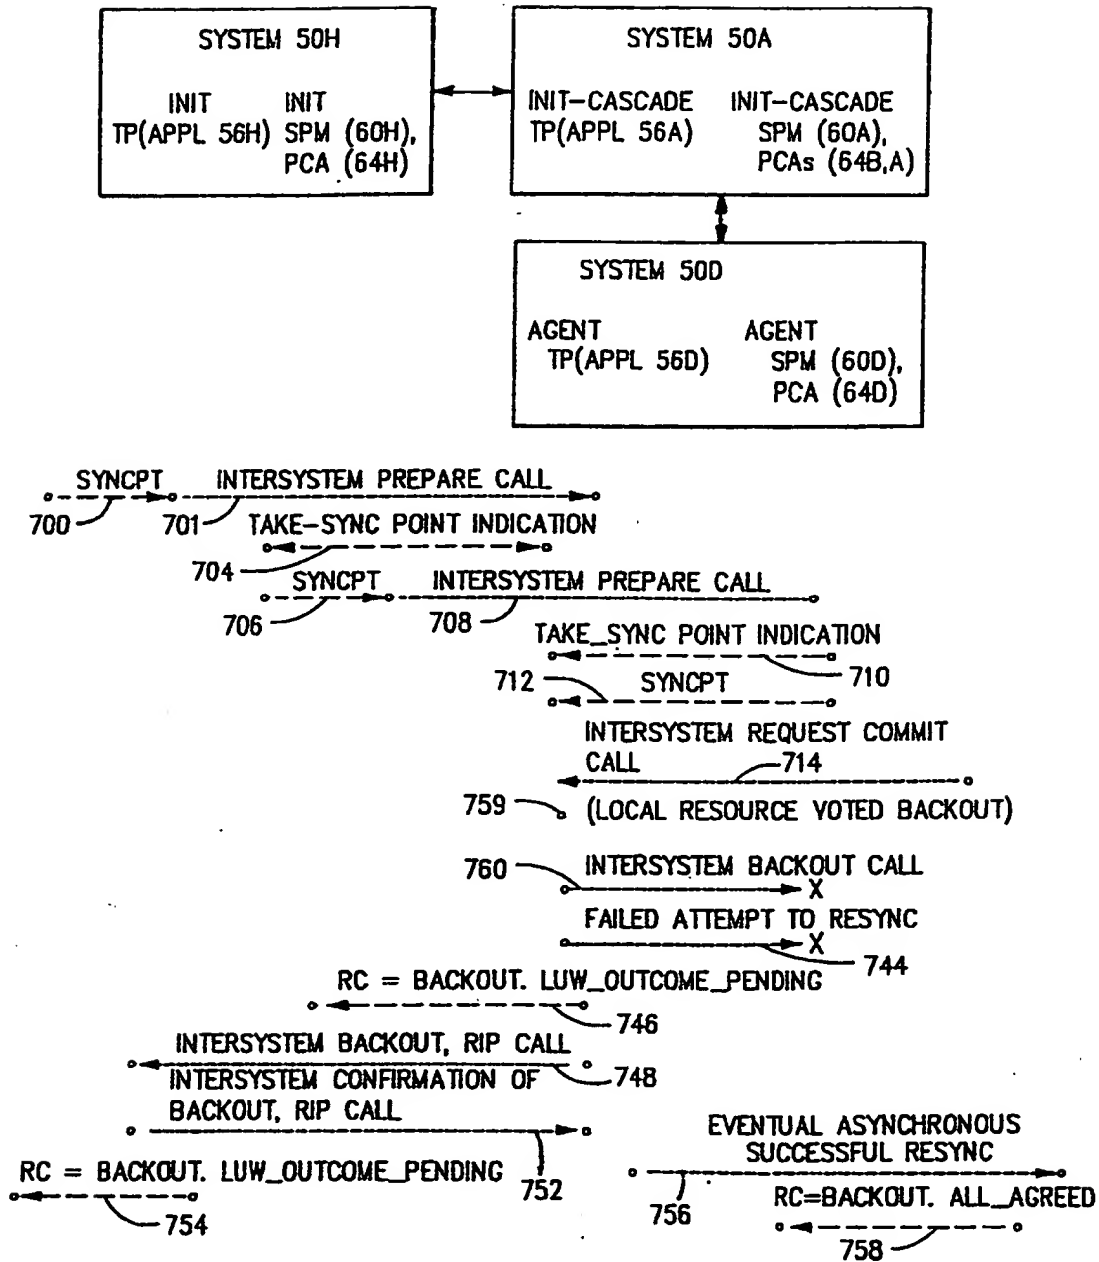 SYSTEM 50H
INIT INIT
TP(APPL 56H) SPM (60H),
PCA (64H)
SYSTEM 50A
INIT-CASCADE INIT-CASCADE
TP(APPL 56A) SPM (60A),
PCAs (64B,A)
SYSTEM 50D
AGENT AGENT
TP(APPL 56D) SPM (60D),
PCA (64D)
SYNCPT INTERSYSTEM PREPARE CALL
700 701
TAKE-SYNC POINT INDICATION
704
SYNCPT INTERSYSTEM PREPARE CALL
706 708
TAKE_SYNC POINT INDICATION
710
712 SYNCPT
INTERSYSTEM REQUEST COMMIT
CALL 714
759 (LOCAL RESOURCE VOTED BACKOUT)
760 INTERSYSTEM BACKOUT CALL
X
FAILED ATTEMPT TO RESYNC
X
744
RC = BACKOUT. LUW_OUTCOME_PENDING
746
INTERSYSTEM BACKOUT, RIP CALL
748
INTERSYSTEM CONFIRMATION OF
BACKOUT, RIP CALL
752
RC = BACKOUT. LUW_OUTCOME_PENDING
754
EVENTUAL ASYNCHRONOUS
SUCCESSFUL RESYNC
756
RC=BACKOUT. ALL_AGREED
758